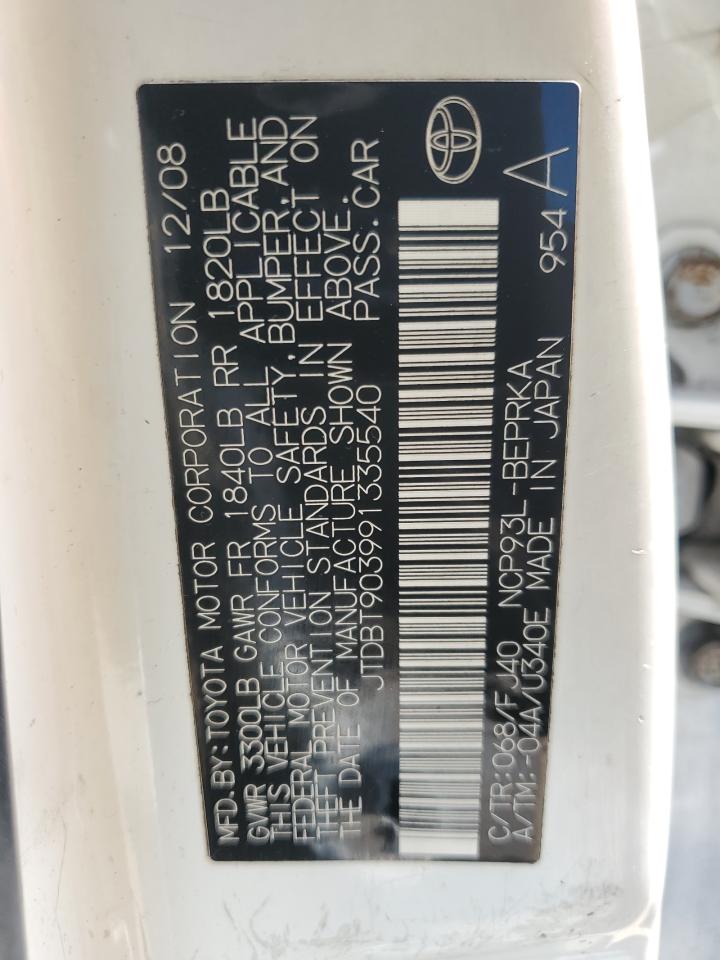 MFD.BY:TOYOTA MOTOR CORPORATION 12/08
GVWR 3300LB GAWR FR 1840LB RR 1820LB
THIS VEHICLE CONFORMS TO ALL APPLICABLE
FEDERAL MOTOR VEHICLE SAFETY,BUMPER,AND
THEFT PREVENTION STANDARDS IN EFFECT ON
THE DATE OF MANUFACTURE SHOWN ABOVE.
JTDBT903991335540 PASS.CAR
C/TR:068/FJ40 NCP93L-BEPRKA 954 A
A/TM:-04A/U340E MADE IN JAPAN